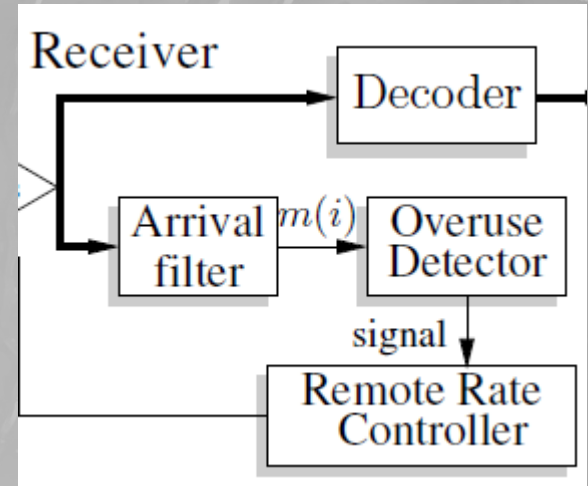 Receiver
Decoder
Arrival
filter
m(i)
Overuse
Detector
signal
Remote Rate
Controller